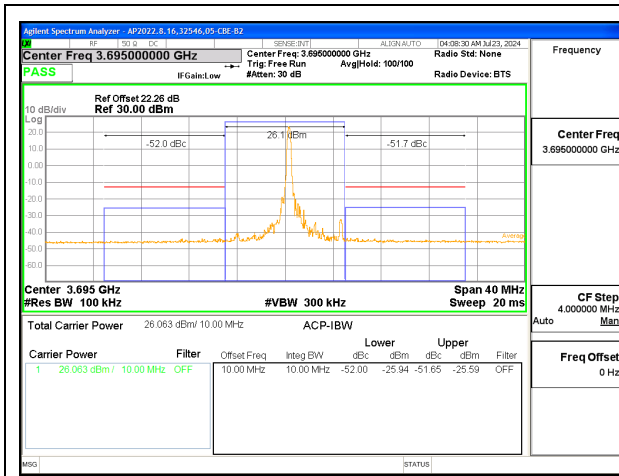 Agilent Spectrum Analyzer - AP2022.8.16,32546,05-CBE-B2
LXI RF 50 Ω DC SENSE:INT ALIGN AUTO 04:08:30 AM Jul 23, 2024
Center Freq 3.695000000 GHz
Center Freq: 3.695000000 GHz
Radio Std: None
Trig: Free Run Avg|Hold: 100/100
PASS
IFGain:Low
#Atten: 30 dB
Radio Device: BTS
Frequency
Ref Offset 22.26 dB
10 dB/div Ref 30.00 dBm
Log
20.0
10.0
0.00
-10.0
-20.0
-30.0
-40.0
-50.0
-60.0
-52.0 dBc
26.1 dBm
-51.7 dBc
Average
Center 3.695 GHz Span 40 MHz
#Res BW 100 kHz #VBW 300 kHz Sweep 20 ms
Total Carrier Power 26.063 dBm/ 10.00 MHz ACP-IBW
Lower Upper
Carrier Power Filter Offset Freq Integ BW dBc dBm dBc dBm Filter
1 26.063 dBm / 10.00 MHz OFF 10.00 MHz 10.00 MHz -52.00 -25.94 -51.65 -25.59 OFF
Center Freq
3.695000000 GHz
CF Step
4.000000 MHz
Auto Man
Freq Offset
0 Hz
MSG STATUS